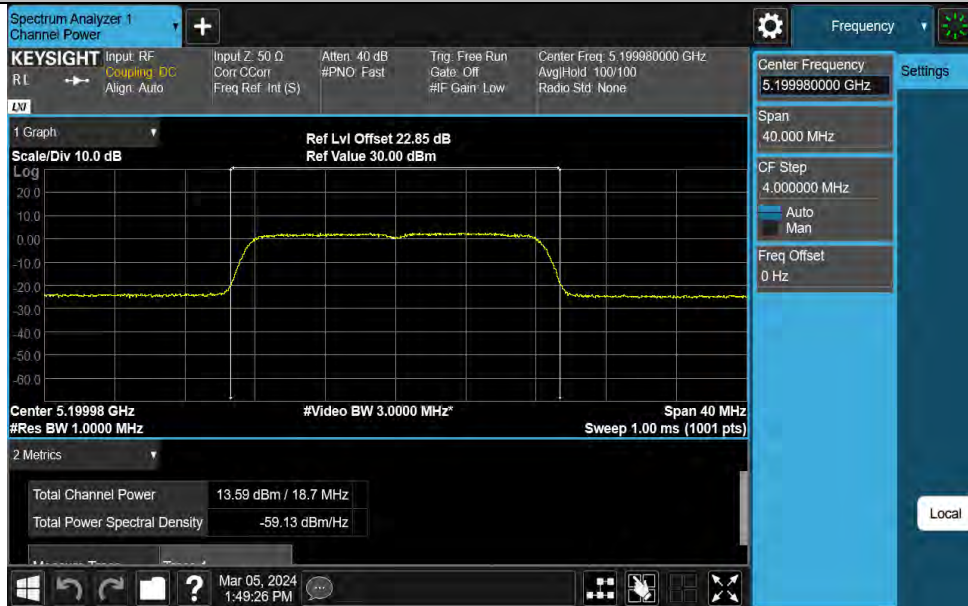 Spectrum Analyzer 1
Channel Power
+
Frequency
KEYSIGHT
RL
LXI
Input: RF
Coupling: DC
Align: Auto
Input Z: 50 Ω
Corr CCorr
Freq Ref: Int (S)
Atten: 40 dB
#PNO: Fast
Trig: Free Run
Gate: Off
#IF Gain: Low
Center Freq: 5.199980000 GHz
Avg|Hold: 100/100
Radio Std: None
Center Frequency
5.199980000 GHz
Settings
Span
40.000 MHz
CF Step
4.000000 MHz
Auto
Man
Freq Offset
0 Hz
1 Graph
Scale/Div 10.0 dB
Ref Lvl Offset 22.85 dB
Ref Value 30.00 dBm
Log
20.0
10.0
0.00
-10.0
-20.0
-30.0
-40.0
-50.0
-60.0
Center 5.19998 GHz
#Res BW 1.0000 MHz
#Video BW 3.0000 MHz*
Span 40 MHz
Sweep 1.00 ms (1001 pts)
2 Metrics
Total Channel Power 13.59 dBm / 18.7 MHz
Total Power Spectral Density -59.13 dBm/Hz
Local
?
Mar 05, 2024
1:49:26 PM